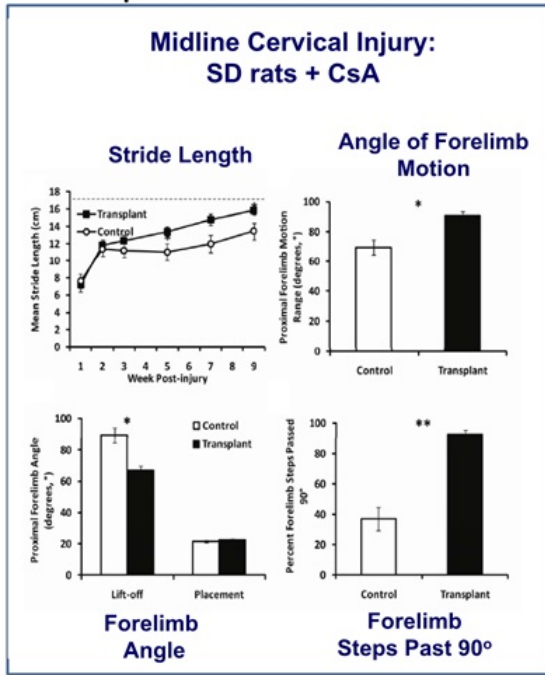 Midline Cervical Injury:
SD rats + CsA
Stride Length
Angle of Forelimb
Motion
Mean Stride Length (cm)
18
16
14
12
10
8
6
4
2
0
Transplant
Control
1 2 3 4 5 6 7 8 9
Week Post-injury
Proximal Forelimb Motion
Range (degrees, °)
100
80
60
40
20
0
*
Control Transplant
Proximal Forelimb Angle
(degrees, °)
100
80
60
40
20
0
*
Control
Transplant
Lift-off Placement
Forelimb
Angle
Percent Forelimb Steps Passed
90°
100
80
60
40
20
0
**
Control Transplant
Forelimb
Steps Past 90°